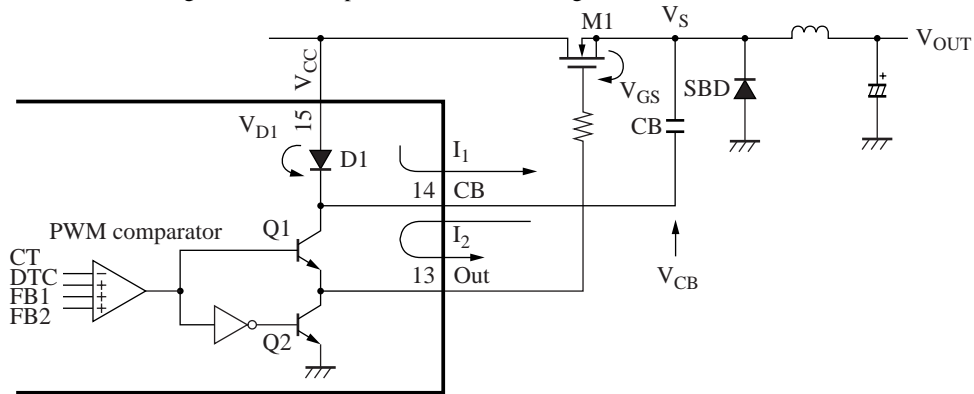 M1
V_S
V_OUT
V_CC
V_GS
SBD
V_D1
15
CB
D1
I_1
14
CB
PWM comparator
Q1
I_2
CT
DTC
FB1
FB2
13
Out
V_CB
Q2
+
−
+
+
+